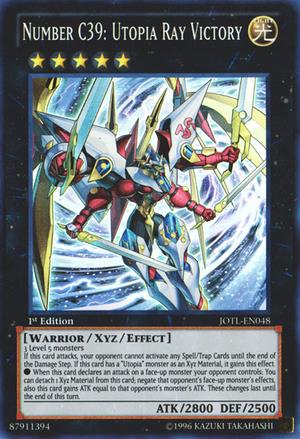 NUMBER C39: UTOPIA RAY VICTORY
LIGHT
光
39
1st Edition
JOTL-EN048
[WARRIOR / XYZ / EFFECT]
3 Level 5 monsters
If this card attacks, your opponent cannot activate any Spell/Trap Cards until the end of
the Damage Step. If this card has a "Utopia" monster as an Xyz Material, it gains this effect.
● When this card declares an attack on a face-up monster your opponent controls: You
can detach 1 Xyz Material from this card; negate that opponent's face-up monster's effects,
also this card gains ATK equal to that monster's current ATK. These changes last until the
end of this turn.
ATK/2800 DEF/2500
87911394
©1996 KAZUKI TAKAHASHI